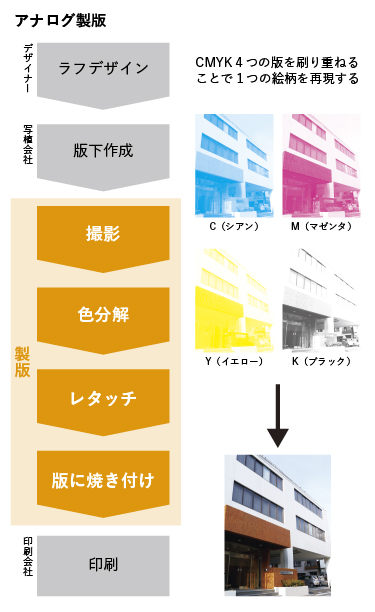 アナログ製版
デザイナー
ラフデザイン
写植会社
版下作成
製版
撮影
色分解
レタッチ
版に焼き付け
印刷会社
印刷
CMYK４つの版を刷り重ねる
ことで１つの絵柄を再現する
C（シアン）
M（マゼンタ）
Y（イエロー）
K（ブラック）